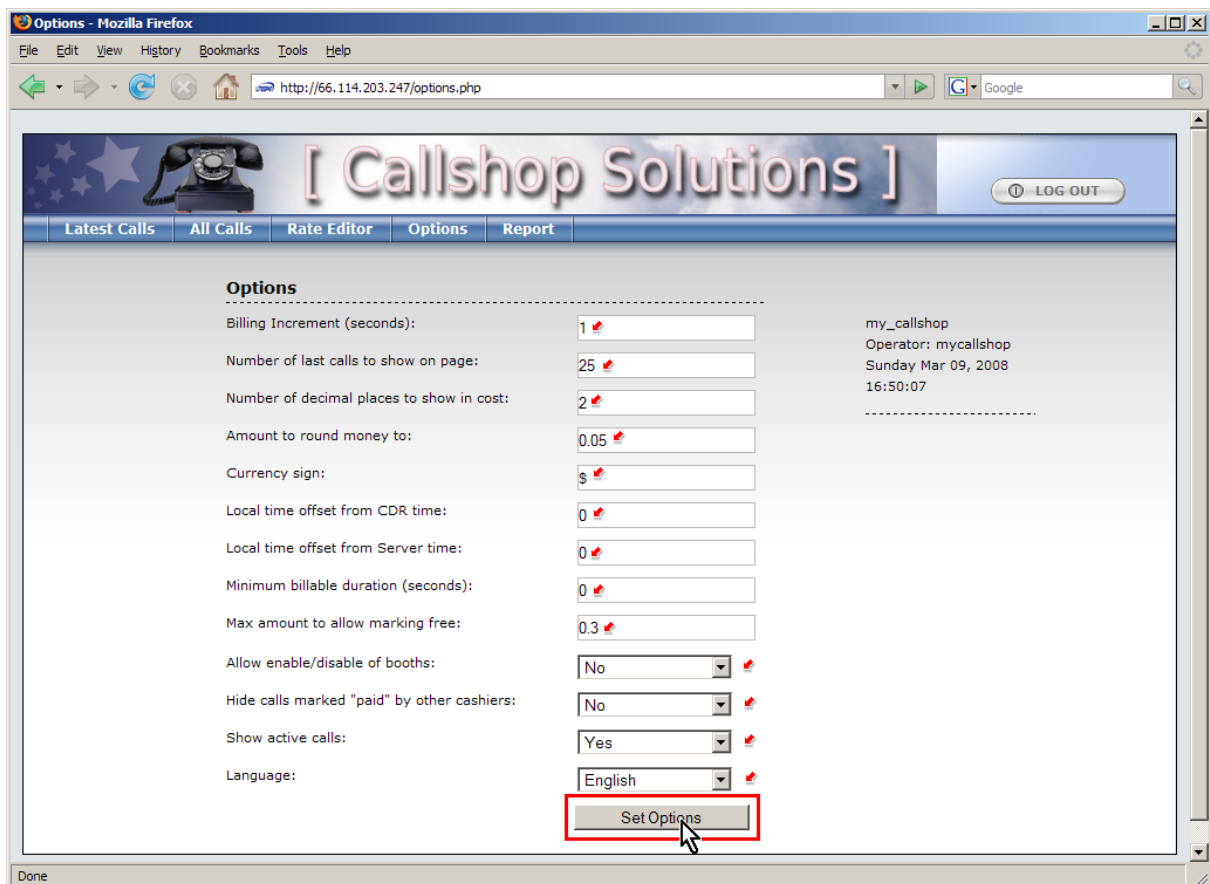 Options - Mozilla Firefox
File Edit View History Bookmarks Tools Help
http://66.114.203.247/options.php
G Google
[ Callshop Solutions ]
LOG OUT
Latest Calls All Calls Rate Editor Options Report
Options
Billing Increment (seconds): 1
my_callshop
Operator: mycallshop
Number of last calls to show on page: 25
Sunday Mar 09, 2008
16:50:07
Number of decimal places to show in cost: 2
Amount to round money to: 0.05
Currency sign: $
Local time offset from CDR time: 0
Local time offset from Server time: 0
Minimum billable duration (seconds): 0
Max amount to allow marking free: 0.3
Allow enable/disable of booths: No
Hide calls marked "paid" by other cashiers: No
Show active calls: Yes
Language: English
Set Options
Done